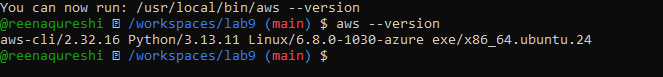 You can now run: /usr/local/bin/aws --version
@reenaqureshi ⍰ /workspaces/lab9 (main) $ aws --version
aws-cli/2.32.16 Python/3.13.11 Linux/6.8.0-1030-azure exe/x86_64.ubuntu.24
@reenaqureshi ⍰ /workspaces/lab9 (main) $